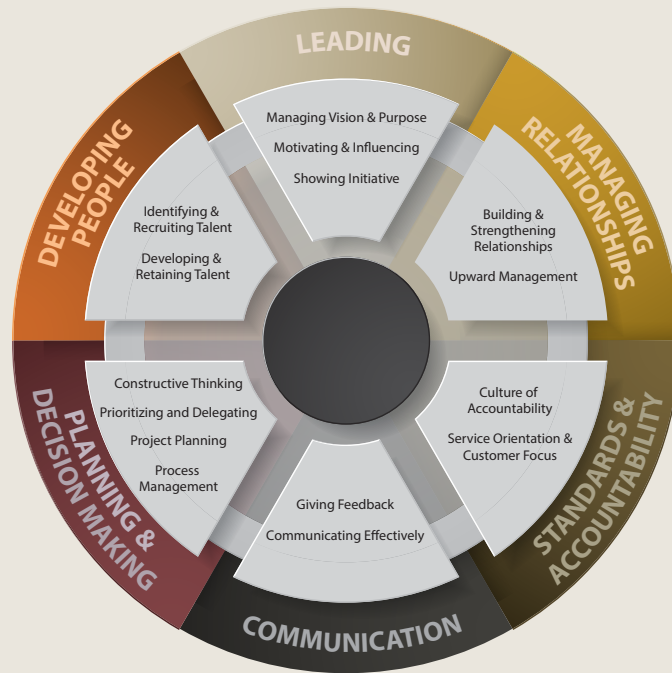 LEADING
Managing Vision & Purpose
Motivating & Influencing
Showing Initiative
MANAGING
RELATIONSHIPS
Building &
Strengthening
Relationships
Upward Management
STANDARDS &
ACCOUNTABILITY
Culture of
Accountability
Service Orientation &
Customer Focus
COMMUNICATION
Giving Feedback
Communicating Effectively
PLANNING &
DECISION MAKING
Constructive Thinking
Prioritizing and Delegating
Project Planning
Process
Management
DEVELOPING
PEOPLE
Identifying &
Recruiting Talent
Developing &
Retaining Talent